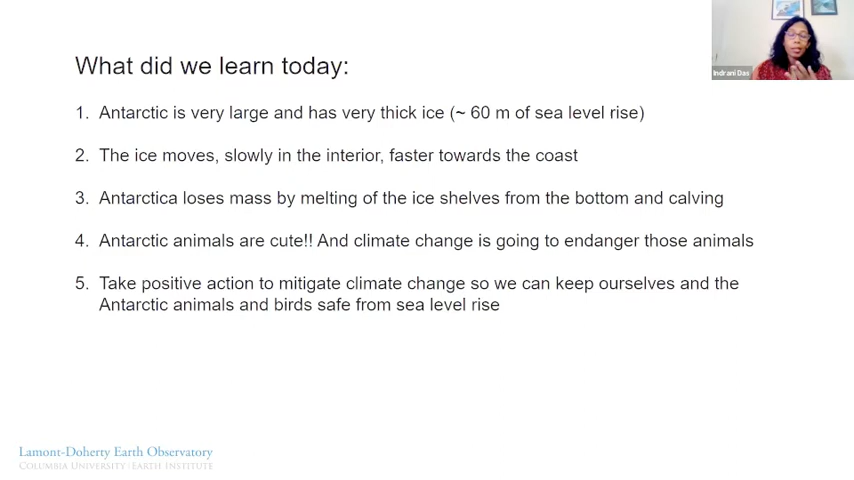 Indrani Das
What did we learn today:
1. Antarctic is very large and has very thick ice (~ 60 m of sea level rise)
2. The ice moves, slowly in the interior, faster towards the coast
3. Antarctica loses mass by melting of the ice shelves from the bottom and calving
4. Antarctic animals are cute!! And climate change is going to endanger those animals
5. Take positive action to mitigate climate change so we can keep ourselves and the
Antarctic animals and birds safe from sea level rise
Lamont-Doherty Earth Observatory
COLUMBIA UNIVERSITY | EARTH INSTITUTE